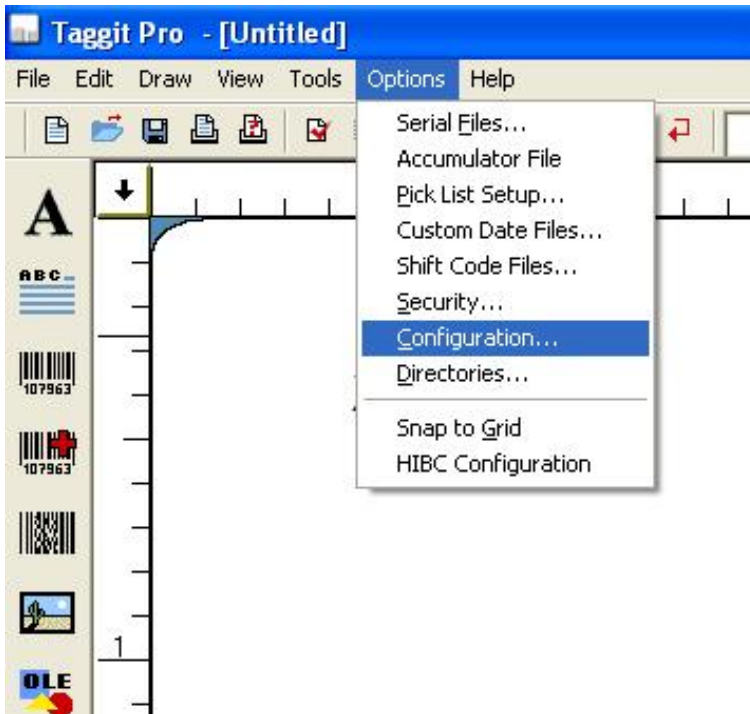 Taggit Pro - [Untitled]
File Edit Draw View Tools Options Help
Serial Files...
Accumulator File
Pick List Setup...
Custom Date Files...
Shift Code Files...
Security...
Configuration...
Directories...
Snap to Grid
HIBC Configuration
A
ABC
107963
107963
1
OLE